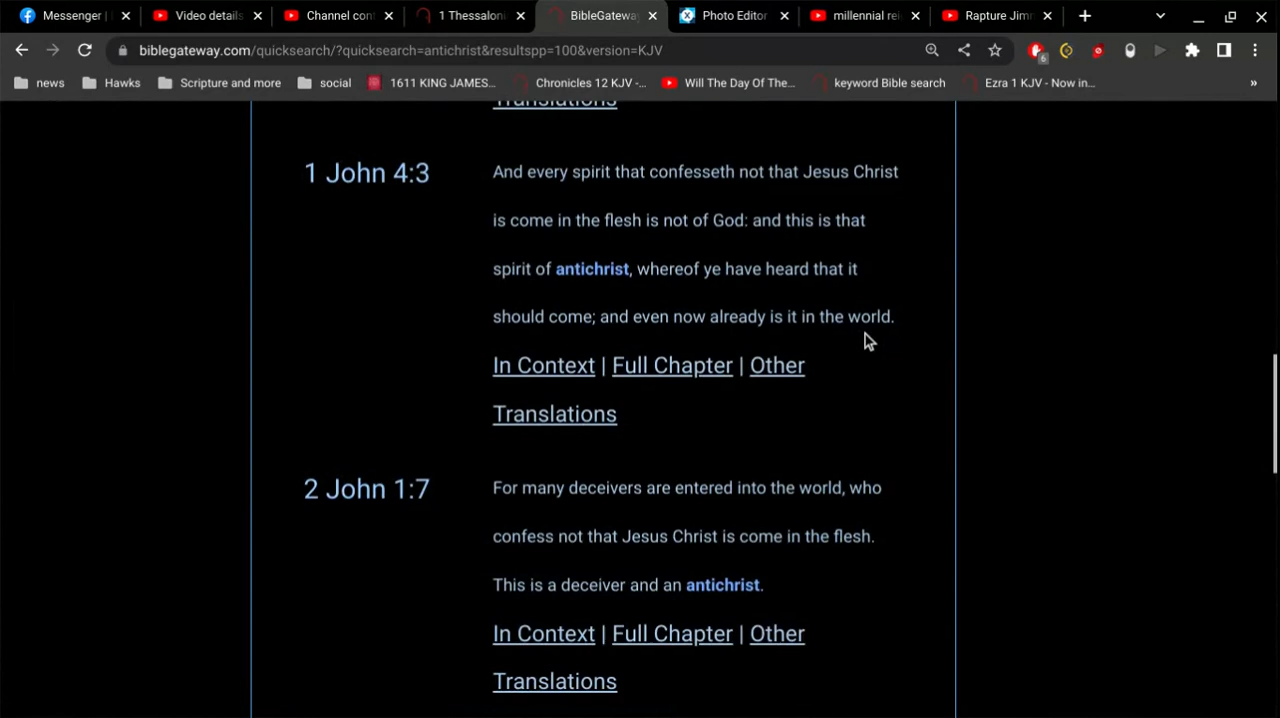 Messenger |
Video details
Channel con
1 Thessaloni
BibleGateway
Photo Editor
millennial rei
Rapture Jimm
biblegateway.com/quicksearch/?quicksearch=antichrist&resultspp=100&version=KJV
6
news
Hawks
Scripture and more
social
1611 KING JAMES...
Chronicles 12 KJV -...
Will The Day Of The...
keyword Bible search
Ezra 1 KJV - Now in...
»
Translations
1 John 4:3
And every spirit that confesseth not that Jesus Christ
is come in the flesh is not of God: and this is that
spirit of antichrist, whereof ye have heard that it
should come; and even now already is it in the world.
In Context | Full Chapter | Other
Translations
2 John 1:7
For many deceivers are entered into the world, who
confess not that Jesus Christ is come in the flesh.
This is a deceiver and an antichrist.
In Context | Full Chapter | Other
Translations